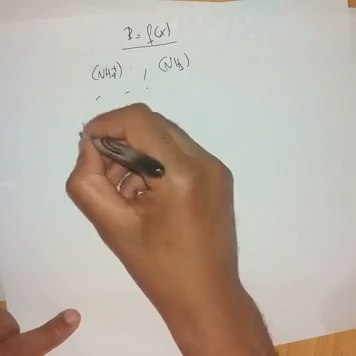 B = f(x)
(NH₄⁺) , (NH₃)